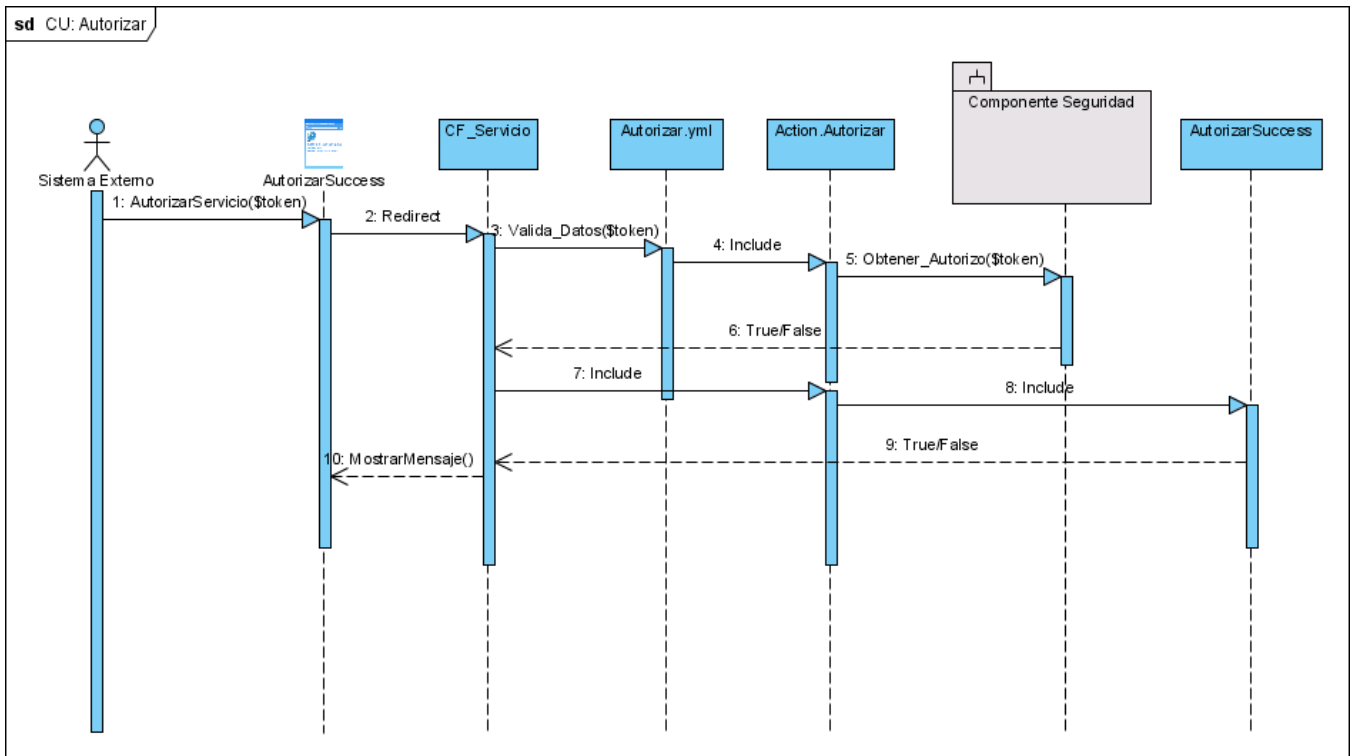 sd CU: Autorizar
Componente Seguridad
CF_Servicio
Autorizar.yml
Action.Autorizar
AutorizarSuccess
Sistema Externo
AutorizarSuccess
1: AutorizarServicio($token)
2: Redirect
3: Valida_Datos($token)
4: Include
5: Obtener_Autorizo($token)
6: True/False
7: Include
8: Include
9: True/False
10: MostrarMensaje()